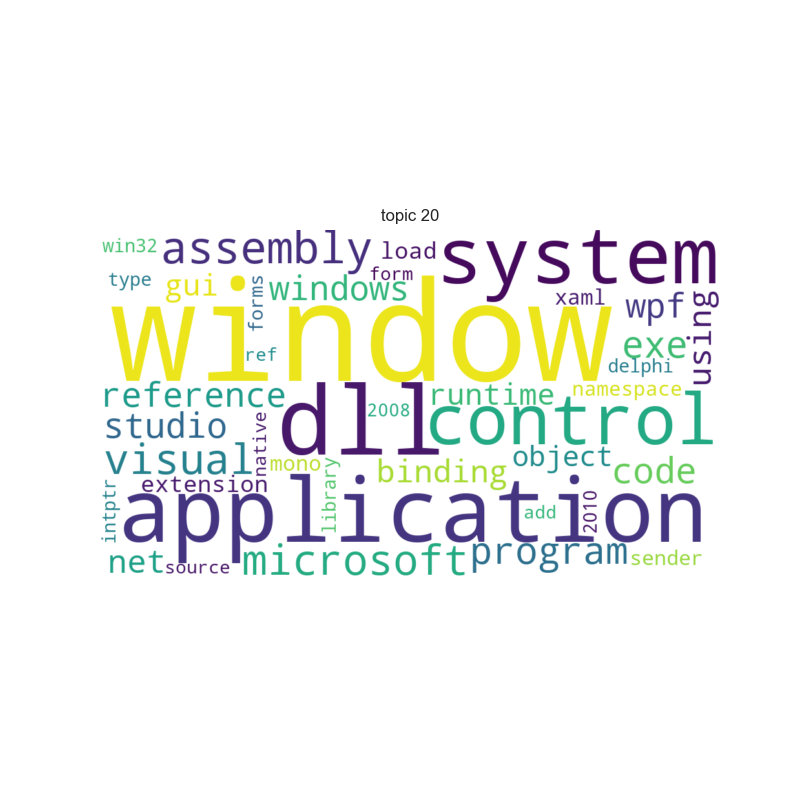 topic 20
win32
assembly
load
system
form
type
gui
forms
windows
xaml
wpf
using
window
ref
exe
delphi
reference
dll
2008
runtime
namespace
control
studio
native
visual
mono
library
binding
object
code
extension
intptr
application
add
2010
net
source
microsoft
program
sender